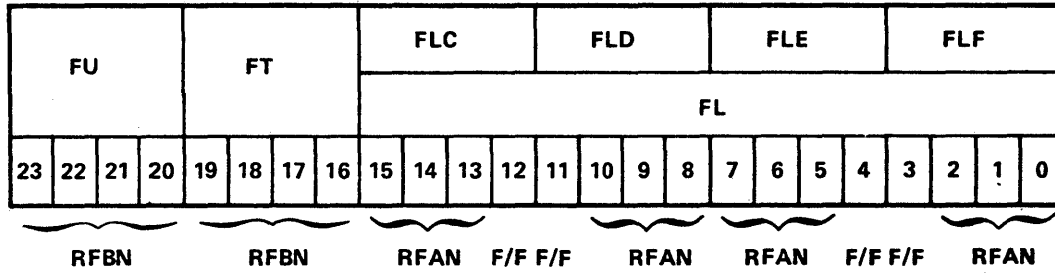 FLC FLD FLE FLF
FU FT
FL
23 22 21 20 19 18 17 16 15 14 13 12 11 10 9 8 7 6 5 4 3 2 1 0
RFBN RFBN RFAN F/F F/F RFAN RFAN F/F F/F RFAN